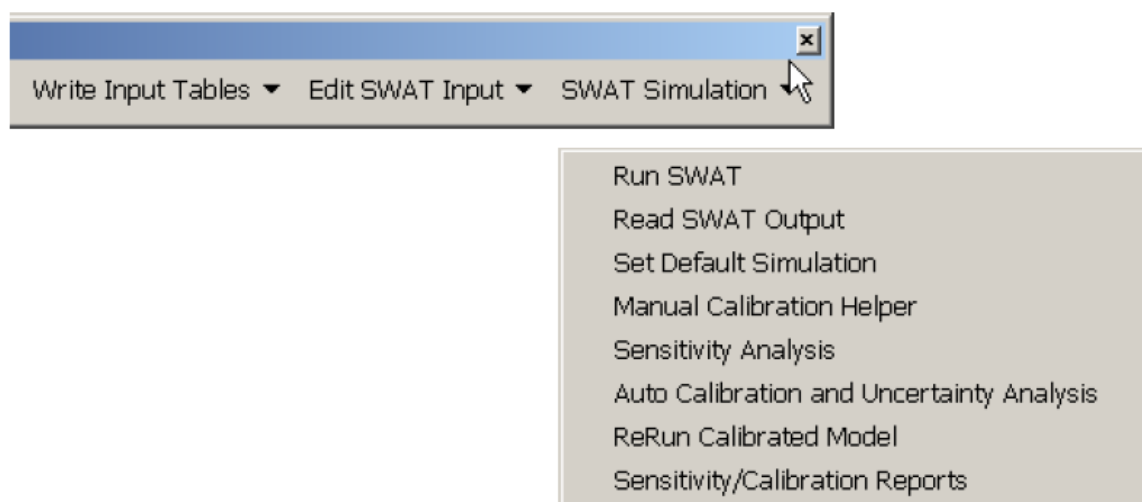 Write Input Tables Edit SWAT Input SWAT Simulation
Run SWAT
Read SWAT Output
Set Default Simulation
Manual Calibration Helper
Sensitivity Analysis
Auto Calibration and Uncertainty Analysis
ReRun Calibrated Model
Sensitivity/Calibration Reports